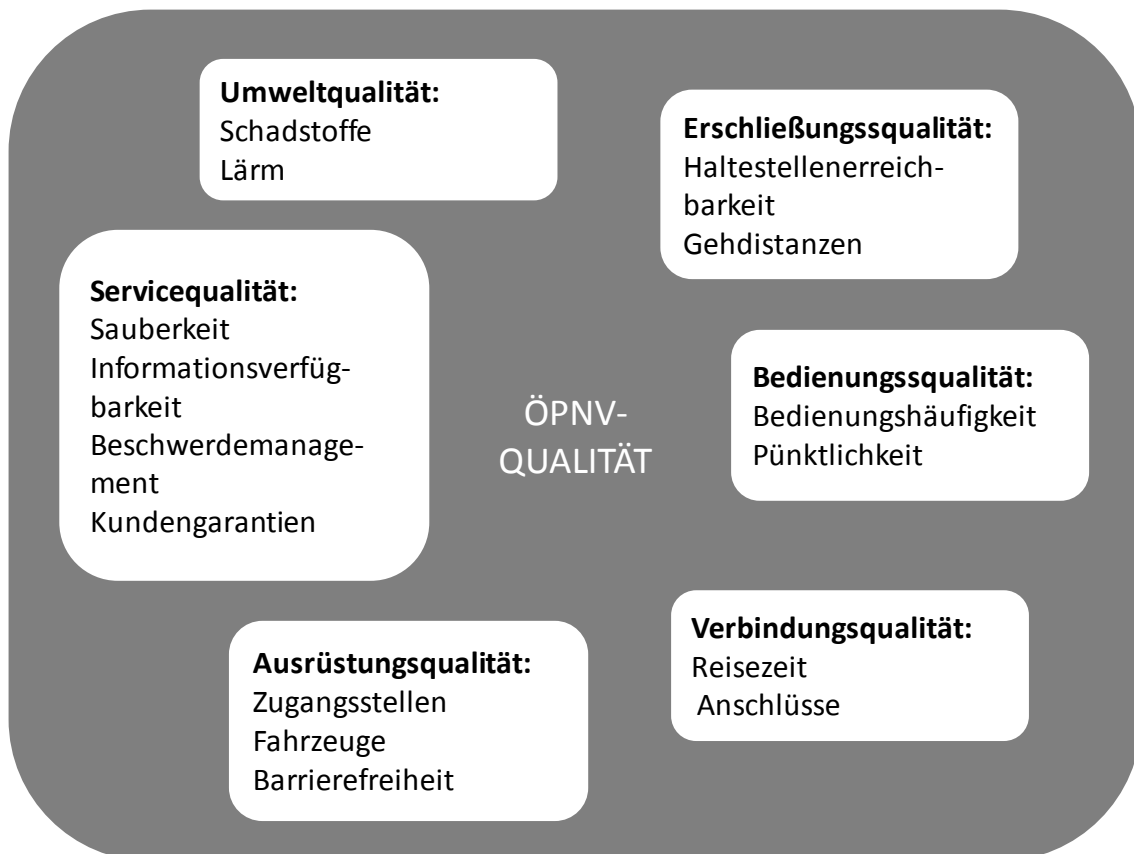 Umweltqualität:
Schadstoffe
Lärm
Erschließungssqualität:
Haltestellenerreich-
barkeit
Gehdistanzen
Servicequalität:
Sauberkeit
Informationsverfüg-
barkeit
Beschwerdemanage-
ment
Kundengarantien
ÖPNV-
QUALITÄT
Bedienungssqualität:
Bedienungshäufigkeit
Pünktlichkeit
Ausrüstungsqualität:
Zugangsstellen
Fahrzeuge
Barrierefreiheit
Verbindungsqualität:
Reisezeit
Anschlüsse